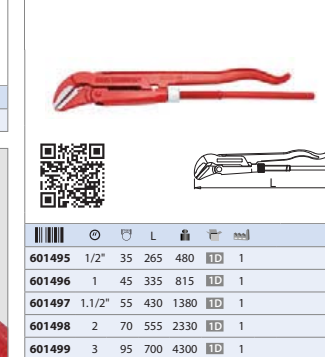 L
L
601495 1/2" 35 265 480 1D 1
601496 1 45 335 815 1D 1
601497 1.1/2" 55 430 1380 1D 1
601498 2 70 555 2330 1D 1
601499 3 95 700 4300 1D 1